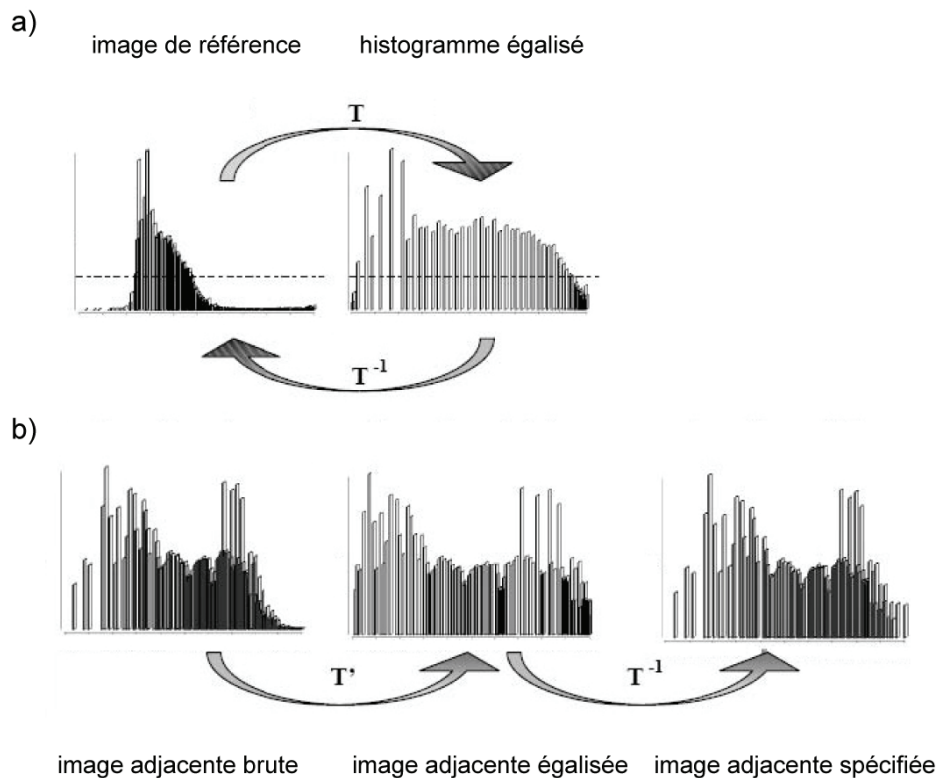 a)
image de référence histogramme égalisé
T
T -1
b)
T’ T -1
image adjacente brute image adjacente égalisée image adjacente spécifiée